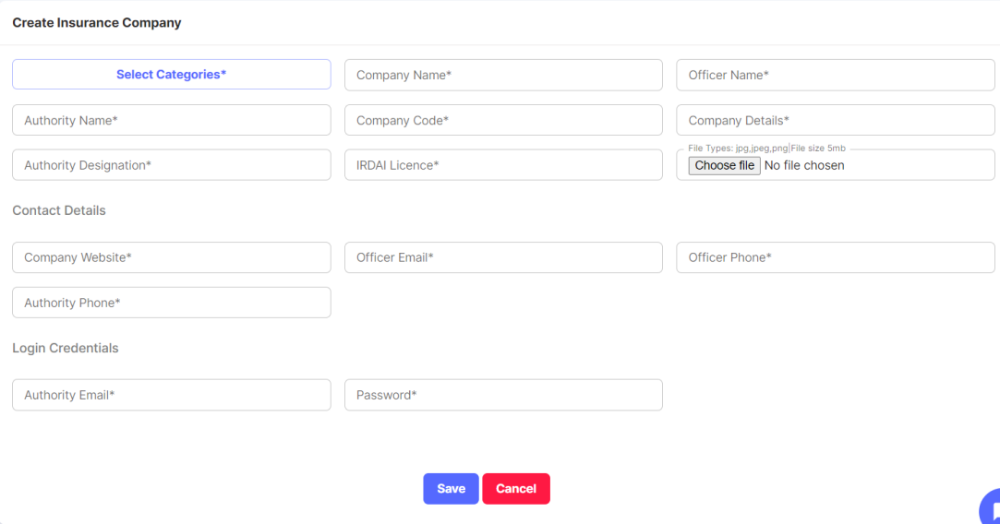 Create Insurance Company
Select Categories* Company Name* Officer Name*
Authority Name* Company Code* Company Details*
File Types: jpg,jpeg,png|File size 5mb
Authority Designation* IRDAI Licence* Choose file No file chosen
Contact Details
Company Website* Officer Email* Officer Phone*
Authority Phone*
Login Credentials
Authority Email* Password*
Save Cancel